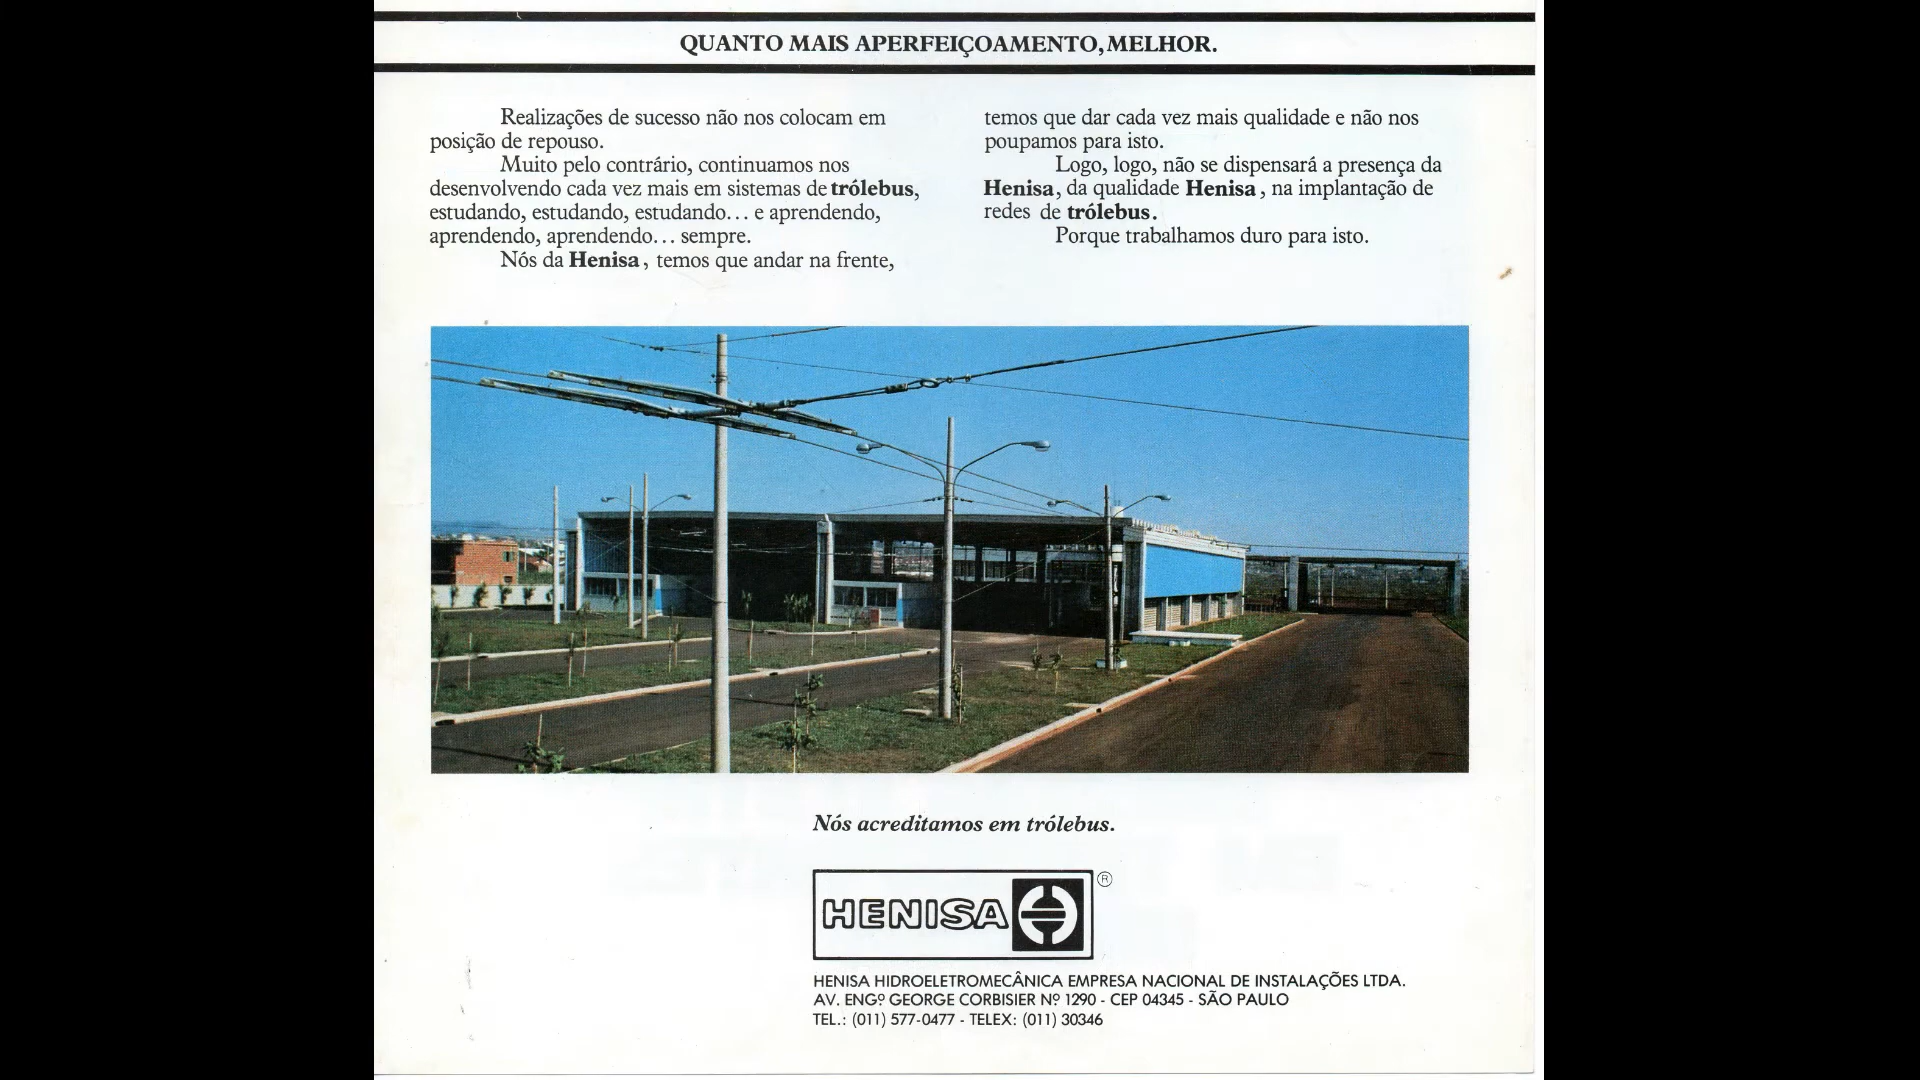 QUANTO MAIS APERFEIÇOAMENTO, MELHOR.
Realizações de sucesso não nos colocam em
posição de repouso.
Muito pelo contrário, continuamos nos
desenvolvendo cada vez mais em sistemas de trólebus,
estudando, estudando, estudando... e aprendendo,
aprendendo, aprendendo... sempre.
Nós da Henisa, temos que andar na frente,
temos que dar cada vez mais qualidade e não nos
poupamos para isto.
Logo, logo, não se dispensará a presença da
Henisa, da qualidade Henisa, na implantação de
redes de trólebus.
Porque trabalhamos duro para isto.
Nós acreditamos em trólebus.
HENISA ®
HENISA HIDROELETROMECÂNICA EMPRESA NACIONAL DE INSTALAÇÕES LTDA.
AV. ENGº GEORGE CORBISIER Nº 1290 - CEP 04345 - SÃO PAULO
TEL.: (011) 577-0477 - TELEX: (011) 30346